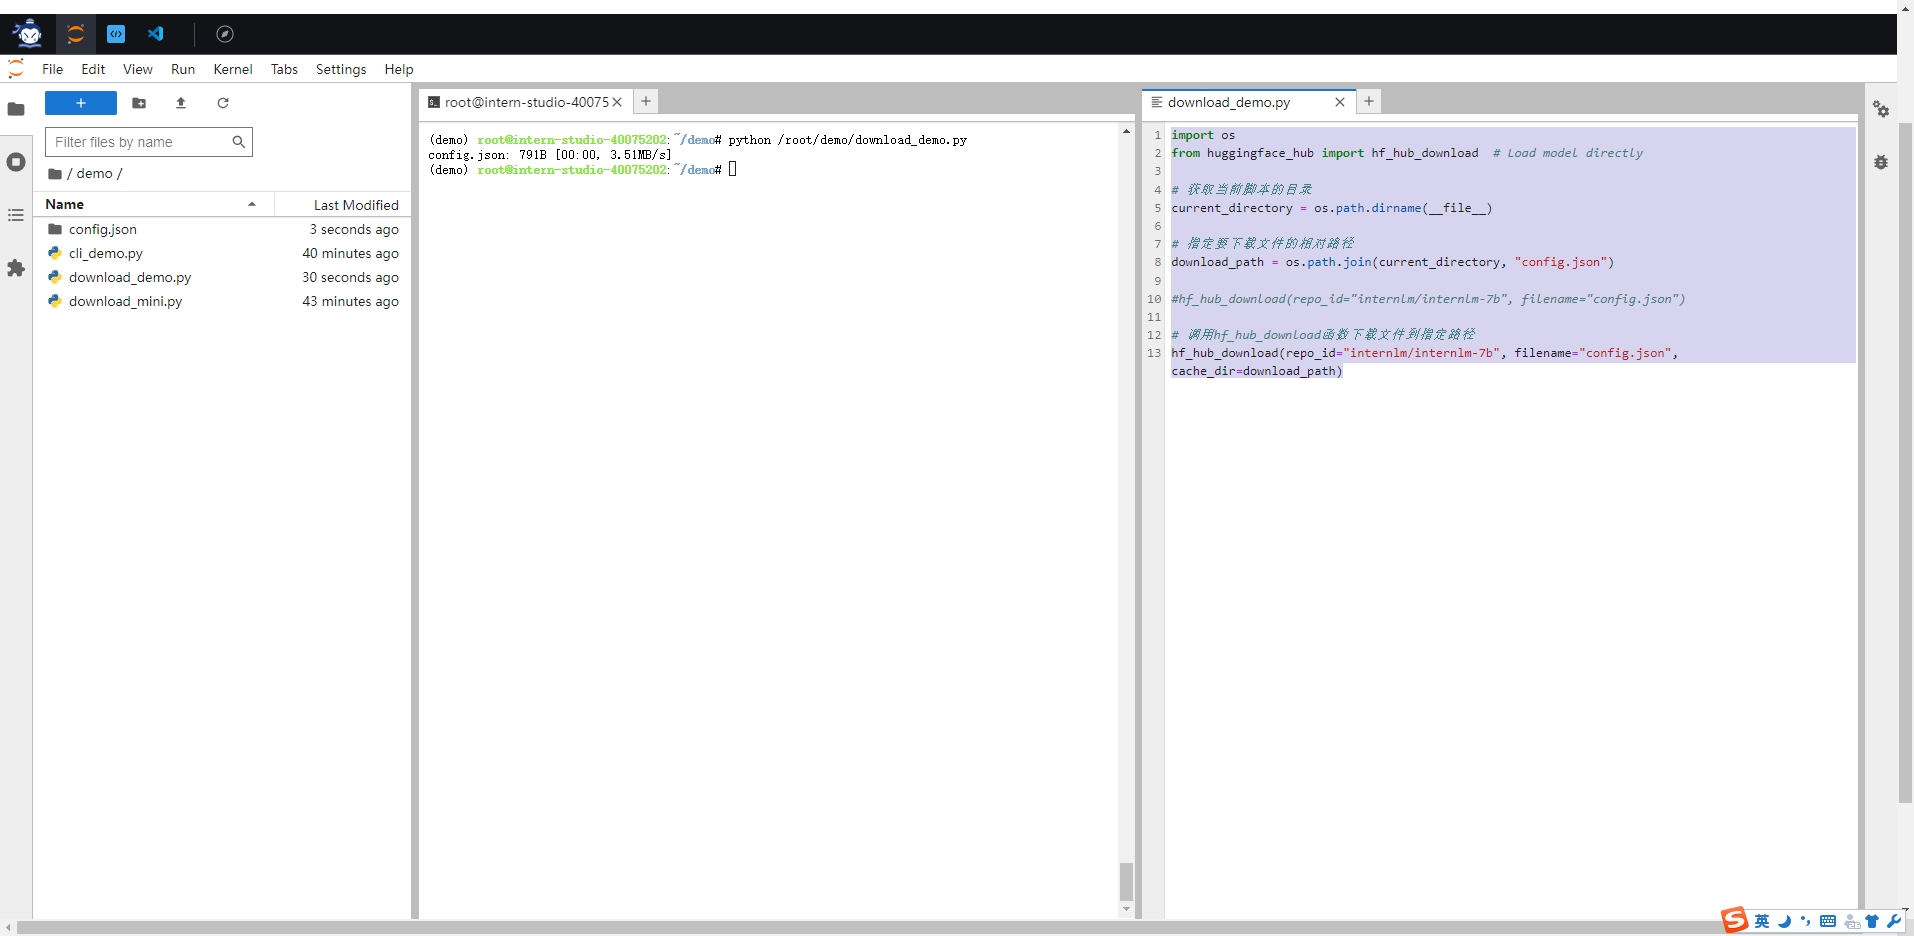 File Edit View Run Kernel Tabs Settings Help
+
Filter files by name
/ demo /
Name Last Modified
config.json 3 seconds ago
cli_demo.py 40 minutes ago
download_demo.py 30 seconds ago
download_mini.py 43 minutes ago
root@intern-studio-40075
(demo) root@intern-studio-40075202:~/demo# python /root/demo/download_demo.py
config.json: 791B [00:00, 3.51MB/s]
(demo) root@intern-studio-40075202:~/demo#
download_demo.py
1 import os
2 from huggingface_hub import hf_hub_download  # Load model directly
3
4 # 获取当前脚本的目录
5 current_directory = os.path.dirname(__file__)
6
7 # 指定要下载文件的相对路径
8 download_path = os.path.join(current_directory, "config.json")
9
10 #hf_hub_download(repo_id="internlm/internlm-7b", filename="config.json")
11
12 # 调用hf_hub_download函数下载文件到指定路径
13 hf_hub_download(repo_id="internlm/internlm-7b", filename="config.json",
cache_dir=download_path)
英